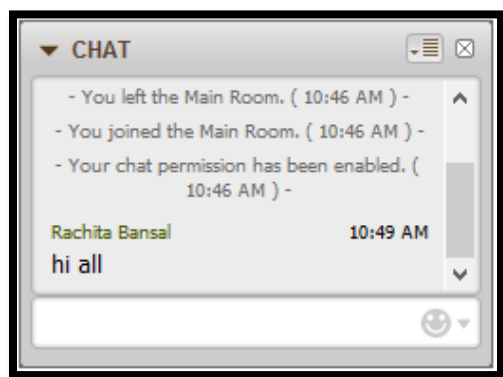 CHAT
- You left the Main Room. ( 10:46 AM ) -
- You joined the Main Room. ( 10:46 AM ) -
- Your chat permission has been enabled. (
10:46 AM ) -
Rachita Bansal 10:49 AM
hi all